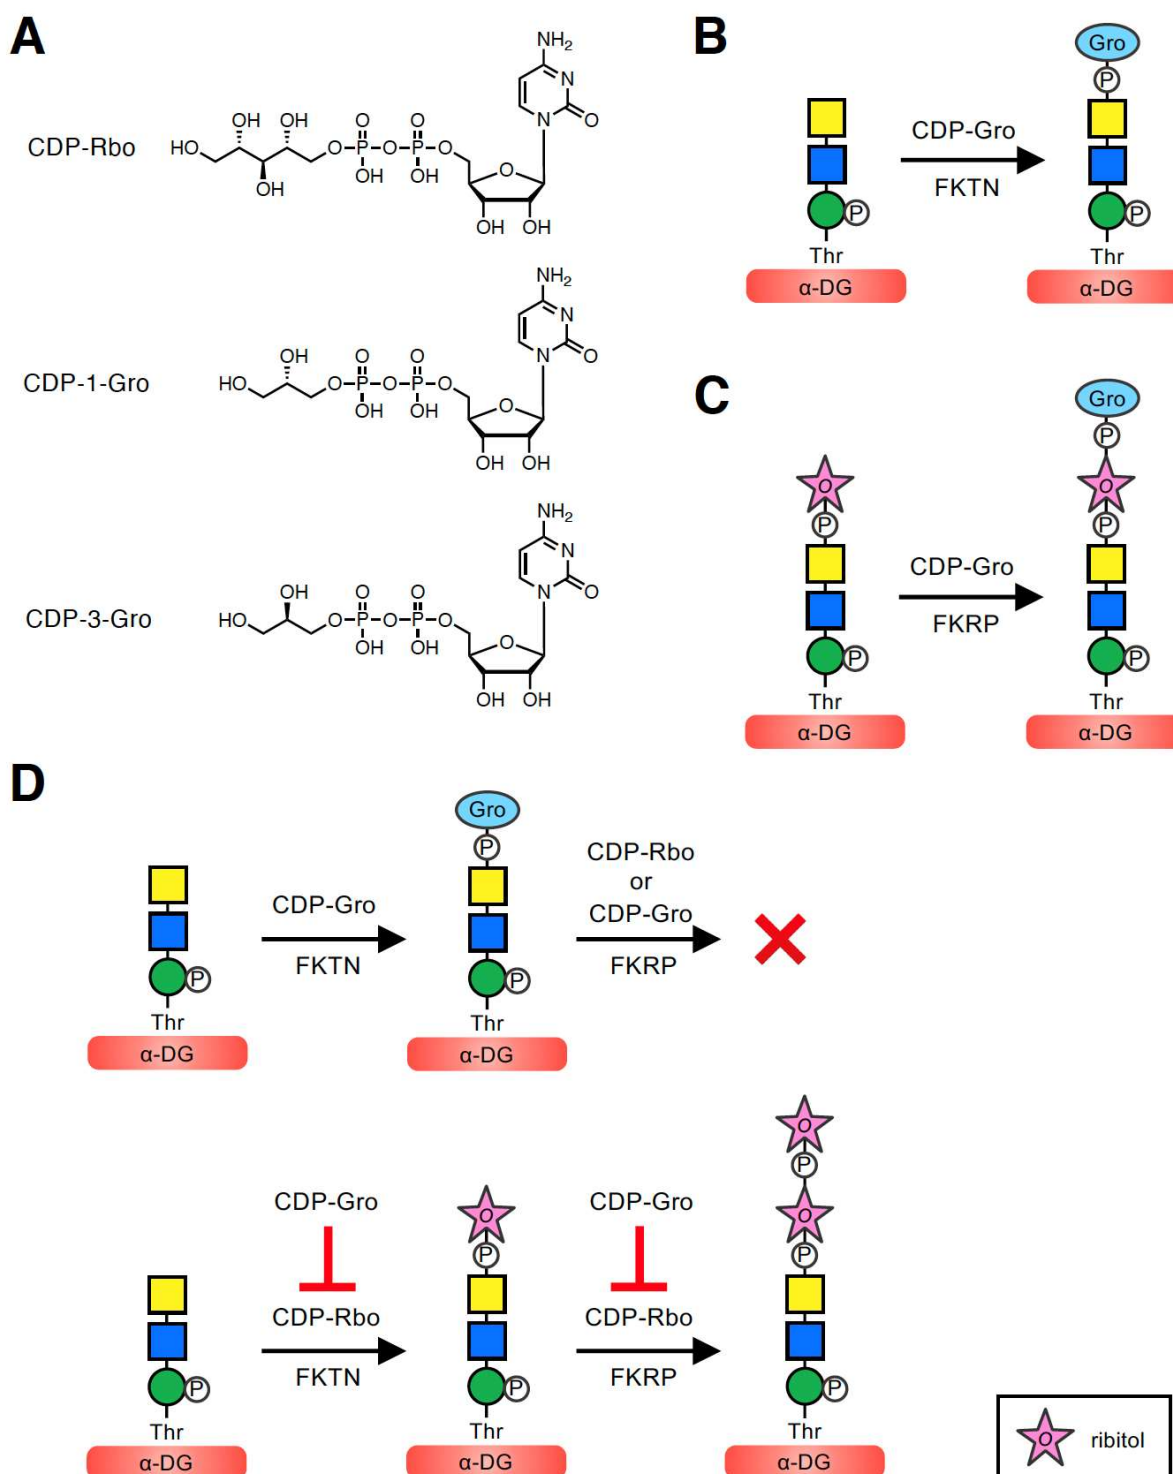 A
CDP-Rbo
HO
OH
OH
OH
O
O
P
OH
O
O
P
OH
O
O
NH2
N
N
O
OH
OH
CDP-1-Gro
HO
OH
O
O
P
OH
O
O
P
OH
O
O
NH2
N
N
O
OH
OH
CDP-3-Gro
HO
OH
O
O
P
OH
O
O
P
OH
O
O
NH2
N
N
O
OH
OH
B
P
Thr
α-DG
CDP-Gro
FKTN
Gro
P
P
Thr
α-DG
C
O
P
P
Thr
α-DG
CDP-Gro
FKRP
Gro
P
O
P
P
Thr
α-DG
D
P
Thr
α-DG
CDP-Gro
FKTN
Gro
P
P
Thr
α-DG
CDP-Rbo
or
CDP-Gro
FKRP
P
Thr
α-DG
CDP-Gro
CDP-Rbo
FKTN
O
P
P
Thr
α-DG
CDP-Gro
CDP-Rbo
FKRP
O
P
O
P
P
Thr
α-DG
O
ribitol